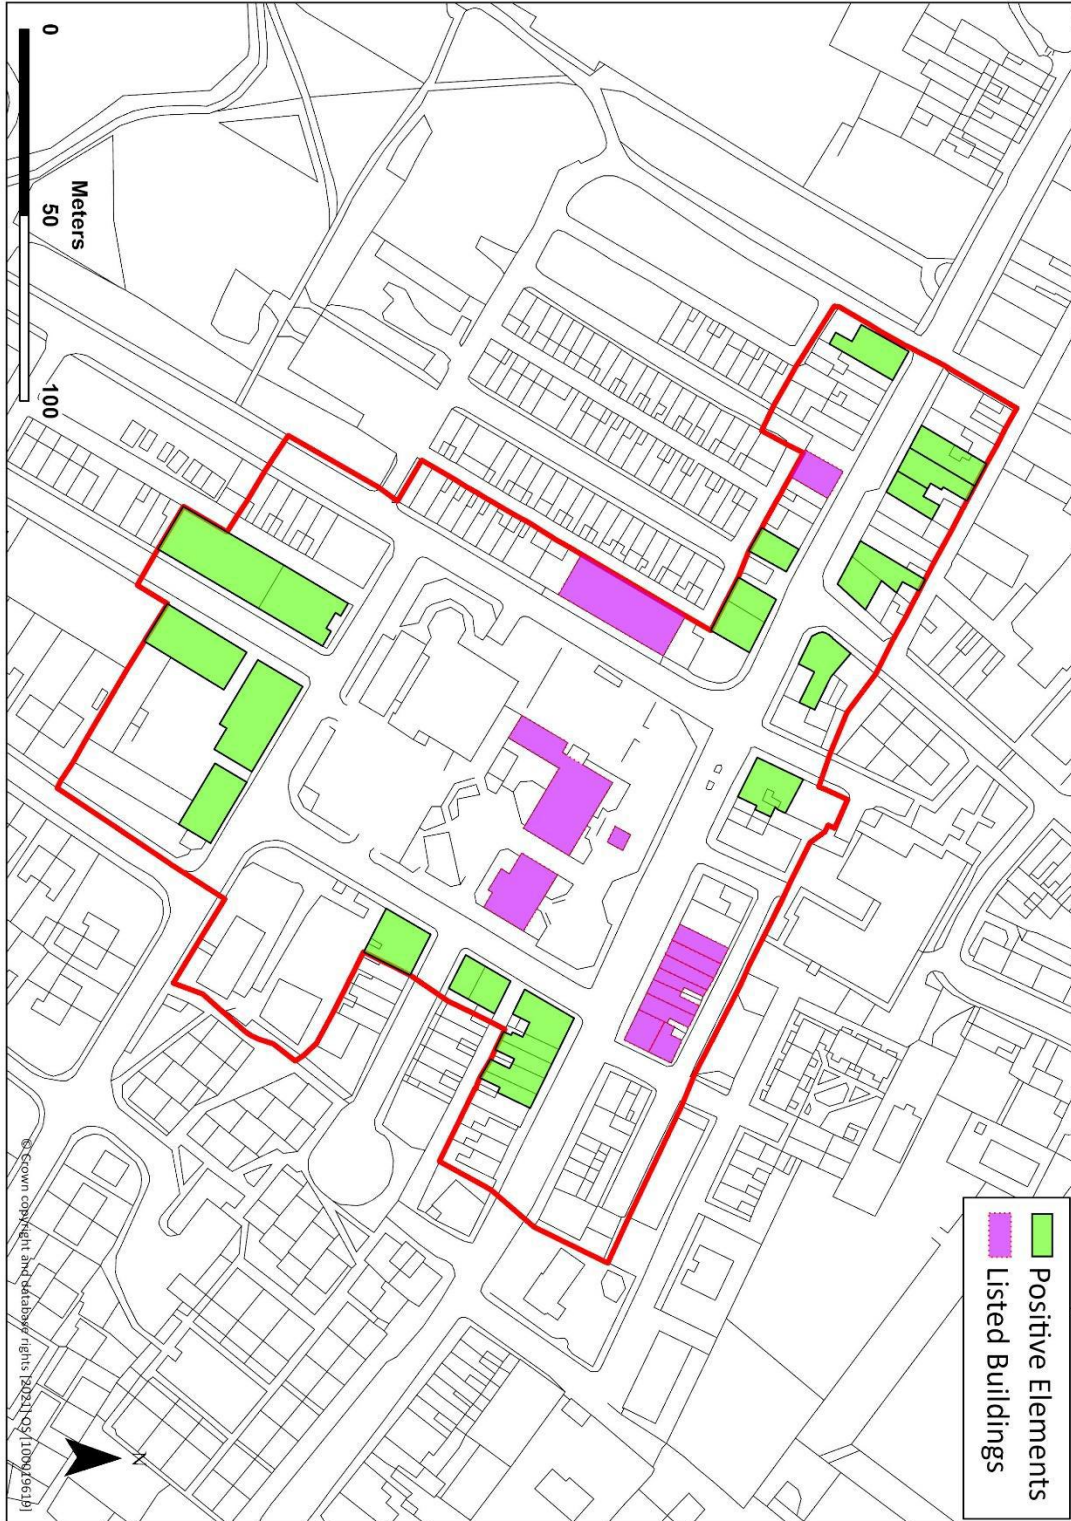 Positive Elements
Listed Buildings
0
50
100
Meters
N
© Crown copyright and database rights [2021] OS [100019619]